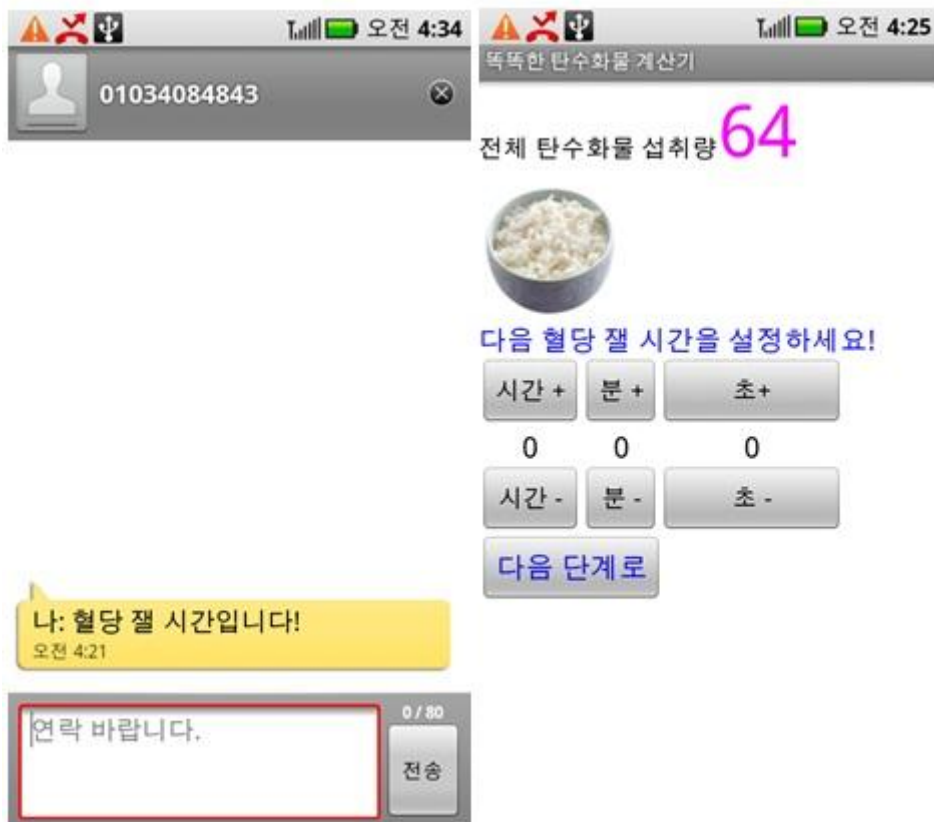 오전 4:34
01034084843
나: 혈당 잴 시간입니다!
오전 4:21
연락 바랍니다.
0 / 80
전송
오전 4:25
똑똑한 탄수화물 계산기
전체 탄수화물 섭취량 64
다음 혈당 잴 시간을 설정하세요!
시간 + 분 + 초+
0 0 0
시간 - 분 - 초 -
다음 단계로